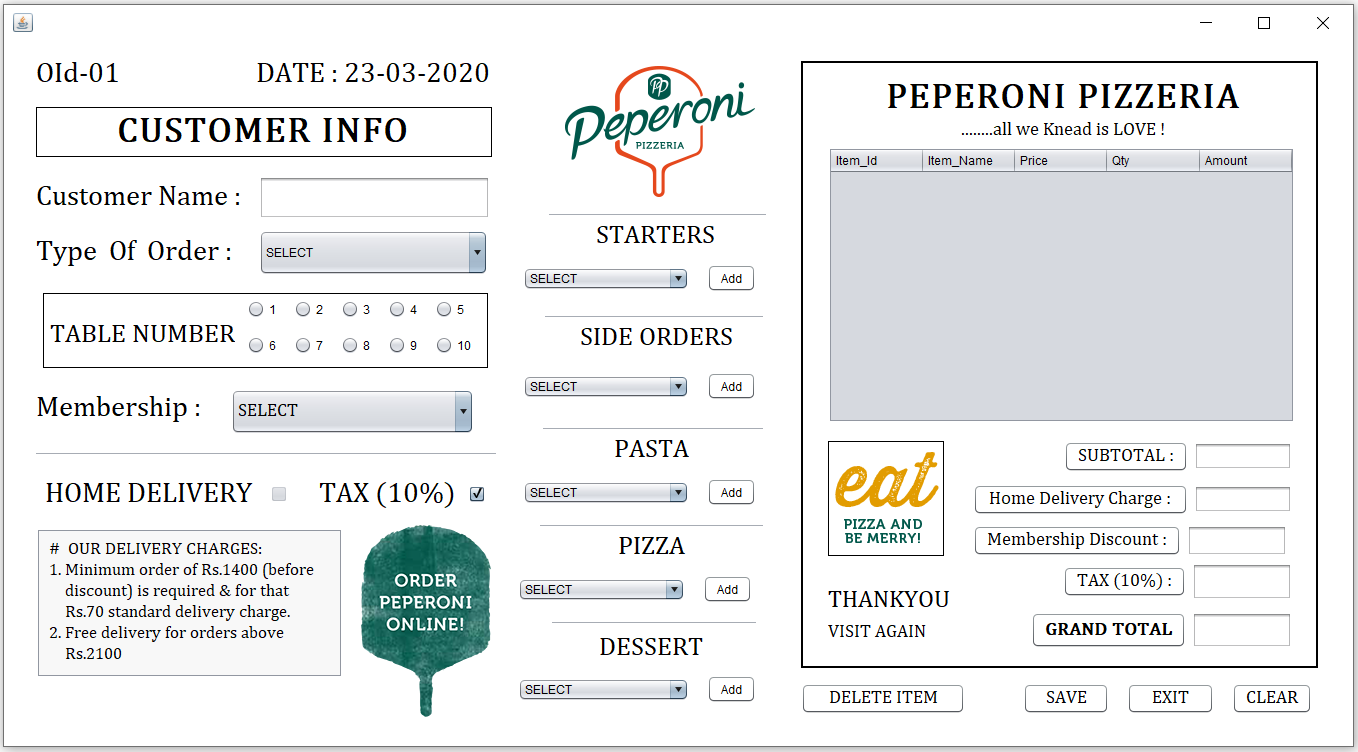 OId-01 DATE : 23-03-2020
CUSTOMER INFO
Customer Name :
Type Of Order : SELECT
TABLE NUMBER
1 2 3 4 5
6 7 8 9 10
Membership : SELECT
HOME DELIVERY TAX (10%)
# OUR DELIVERY CHARGES:
1. Minimum order of Rs.1400 (before
discount) is required & for that
Rs.70 standard delivery charge.
2. Free delivery for orders above
Rs.2100
ORDER
PEPERONI
ONLINE!
PP
Peperoni
PIZZERIA
STARTERS
SELECT Add
SIDE ORDERS
SELECT Add
PASTA
SELECT Add
PIZZA
SELECT Add
DESSERT
SELECT Add
PEPERONI PIZZERIA
........all we Knead is LOVE !
Item_Id Item_Name Price Qty Amount
eat
PIZZA AND
BE MERRY!
THANKYOU
VISIT AGAIN
SUBTOTAL :
Home Delivery Charge :
Membership Discount :
TAX (10%) :
GRAND TOTAL
DELETE ITEM SAVE EXIT CLEAR